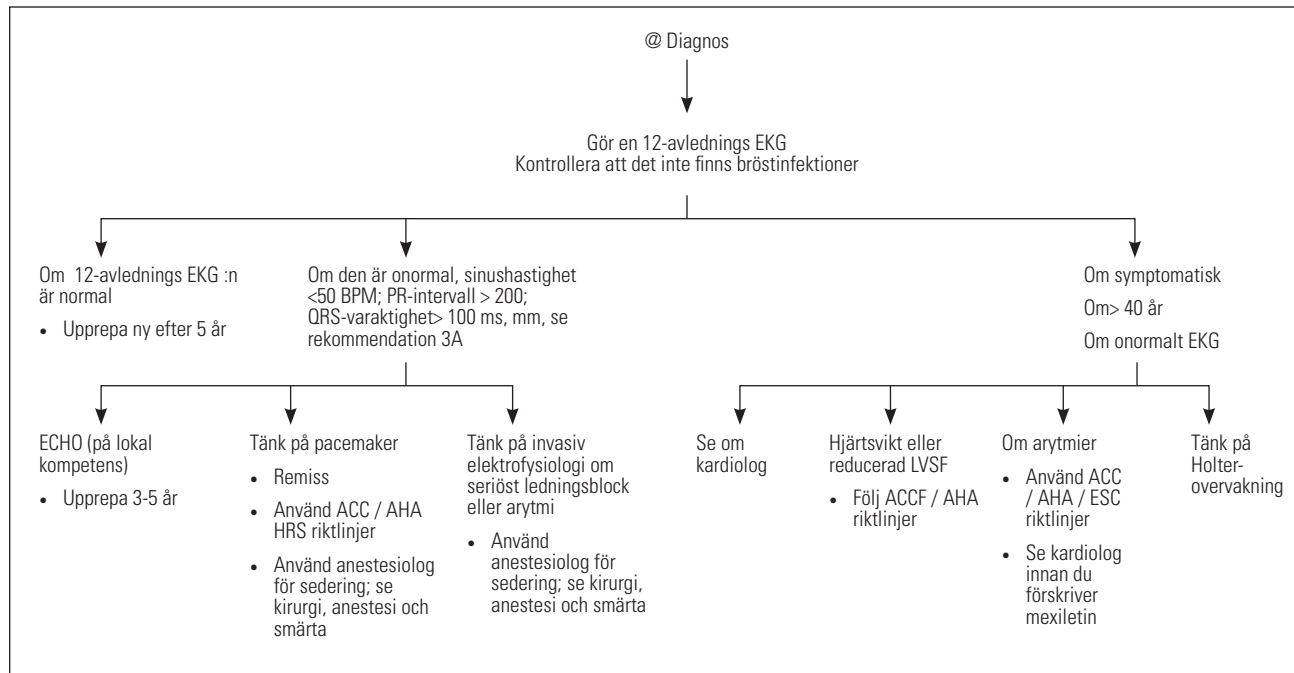 @ Diagnos
Gör en 12-avlednings EKG
Kontrollera att det inte finns bröstinfektioner
Om 12-avlednings EKG :n
är normal
• Upprepa ny efter 5 år
Om den är onormal, sinushastighet
<50 BPM; PR-intervall > 200;
QRS-varaktighet> 100 ms, mm, se
rekommendation 3A
Om symptomatisk
Om> 40 år
Om onormalt EKG
ECHO (på lokal
kompetens)
• Upprepa 3-5 år
Tänk på pacemaker
• Remiss
• Använd ACC / AHA
HRS riktlinjer
• Använd anestesiolog
för sedering; se
kirurgi, anestesi och
smärta
Tänk på invasiv
elektrofysiologi om
seriöst ledningsblock
eller arytmi
• Använd
anestesiolog för
sedering; se kirurgi,
anestesi och smärta
Se om
kardiolog
Hjärtsvikt eller
reducerad LVSF
• Följ ACCF / AHA
riktlinjer
Om arytmier
• Använd ACC
/ AHA / ESC
riktlinjer
• Se kardiolog
innan du
förskriver
mexiletin
Tänk på
Holter-
overvakning